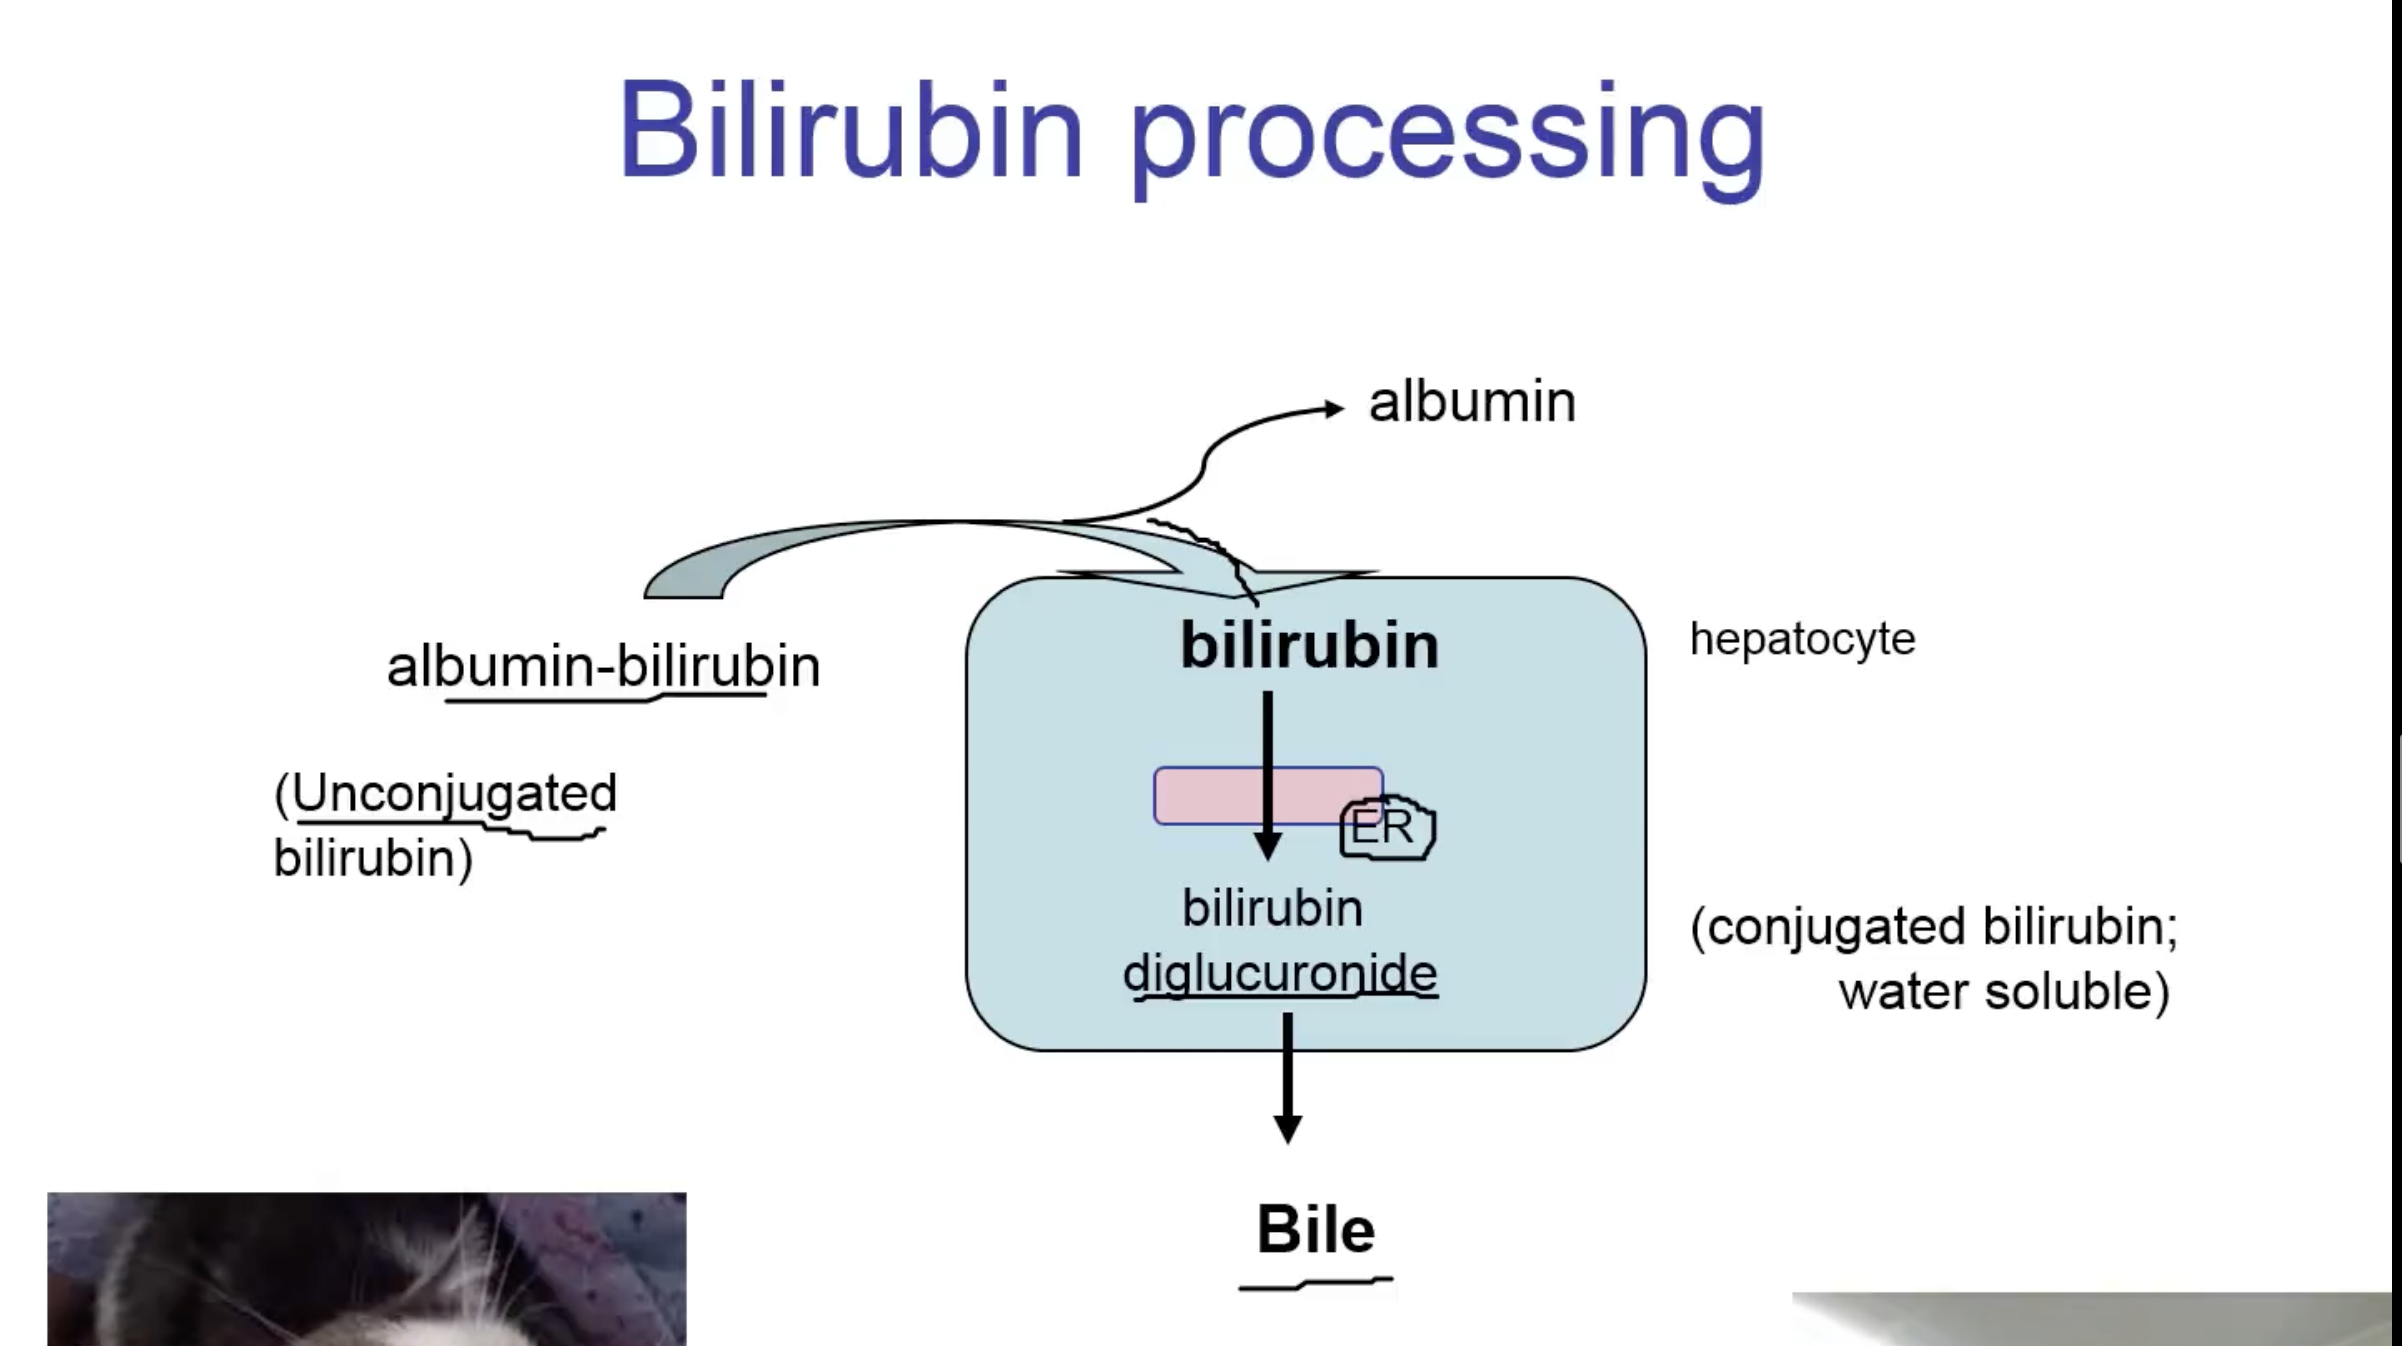 Bilirubin processing
albumin
albumin-bilirubin
bilirubin
hepatocyte
(Unconjugated
bilirubin)
ER
bilirubin
diglucuronide
(conjugated bilirubin;
water soluble)
Bile